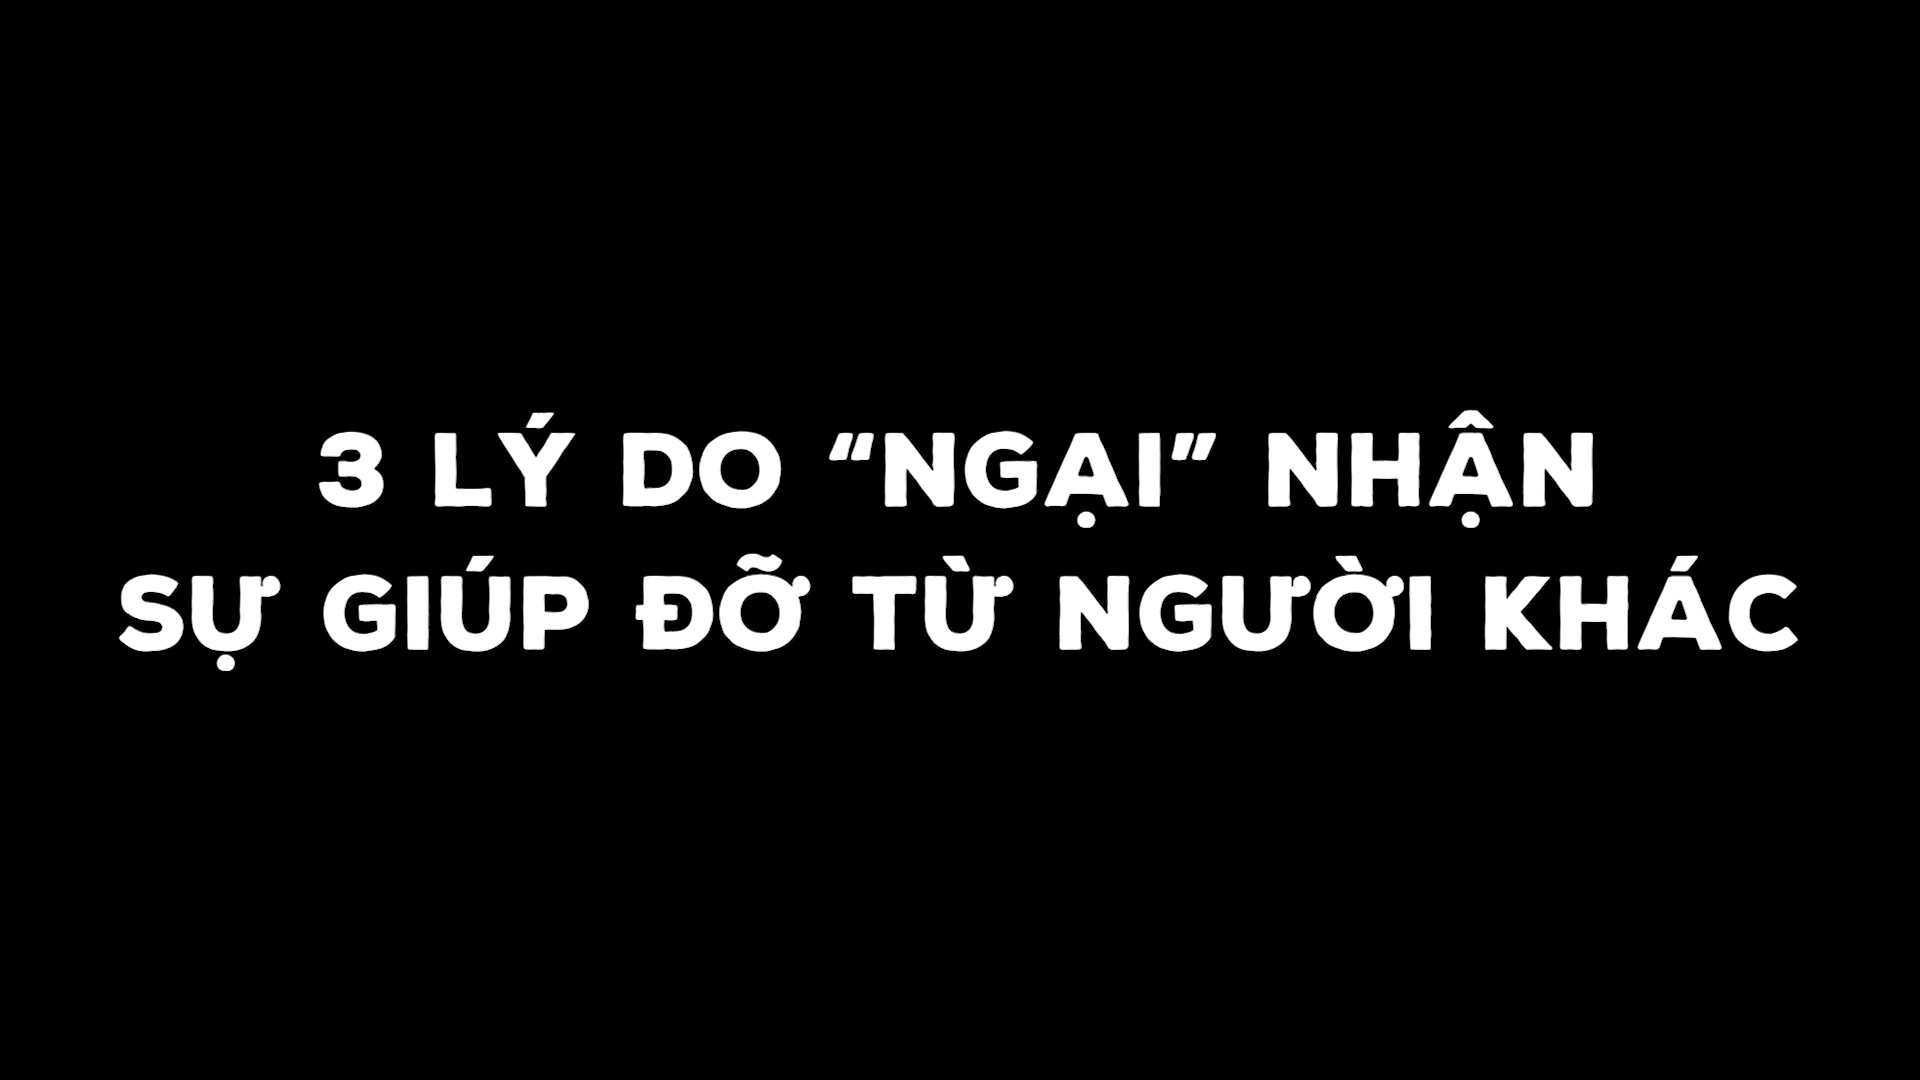 3 LÝ DO “NGẠI” NHẬN
SỰ GIÚP ĐỠ TỪ NGƯỜI KHÁC